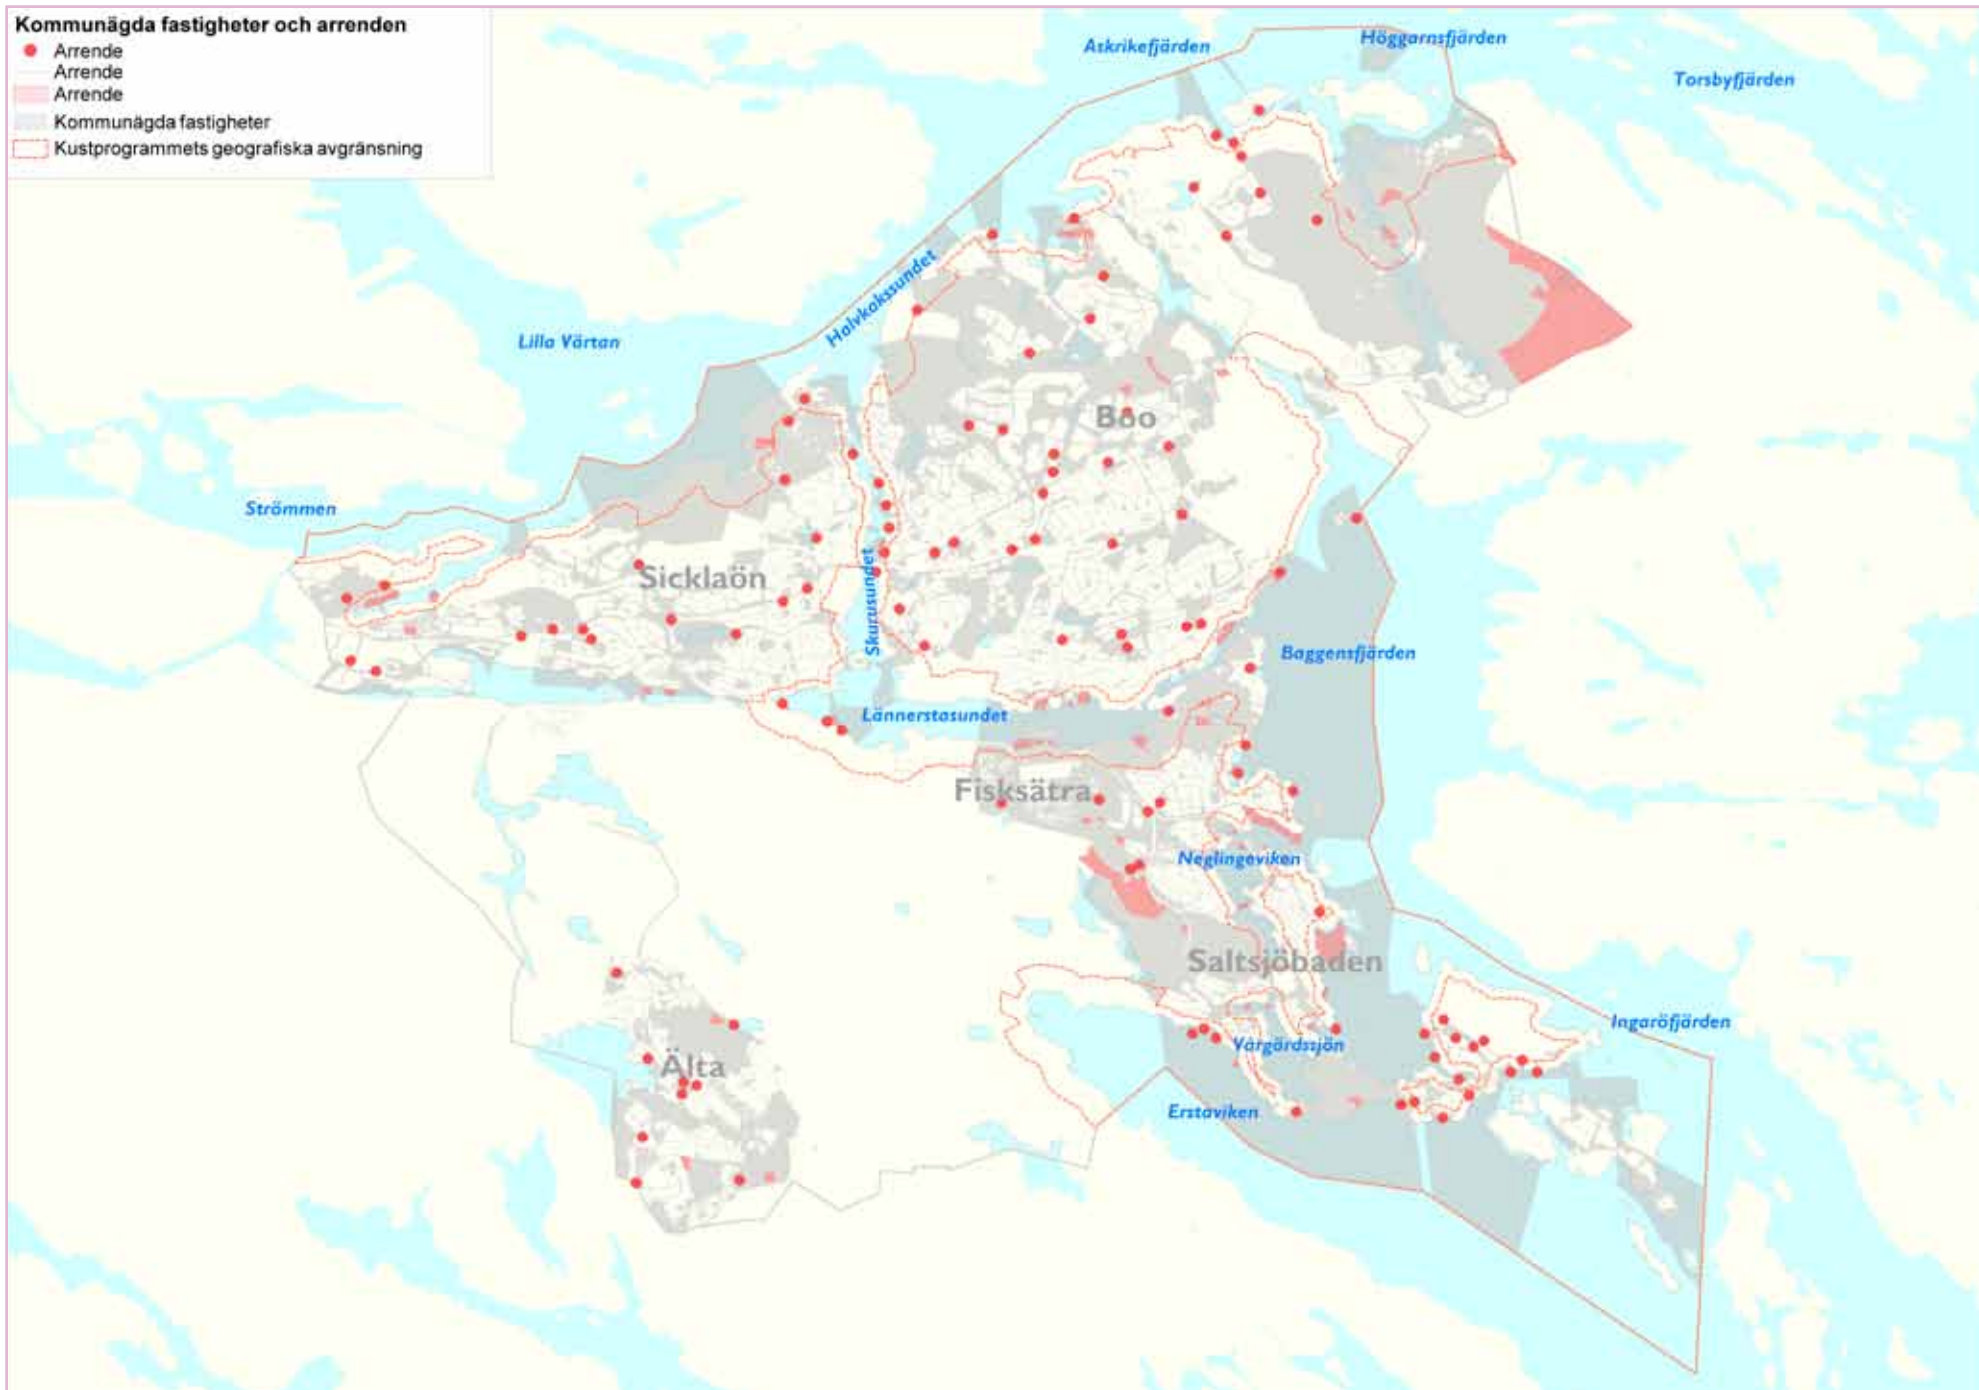 Kommunägda fastigheter och arrenden
Arrende
Arrende
Arrende
Kommunägda fastigheter
Kustprogrammets geografiska avgränsning
Askrikefjärden
Höggarnsfjärden
Torsbyfjärden
Halvkakssundet
Lilla Värtan
Boo
Strömmen
Sicklaön
Skurusundet
Baggensfjärden
Lännerstasundet
Fisksätra
Neglingeviken
Saltsjöbaden
Ingaröfjärden
Vårgårdssjön
Älta
Erstaviken